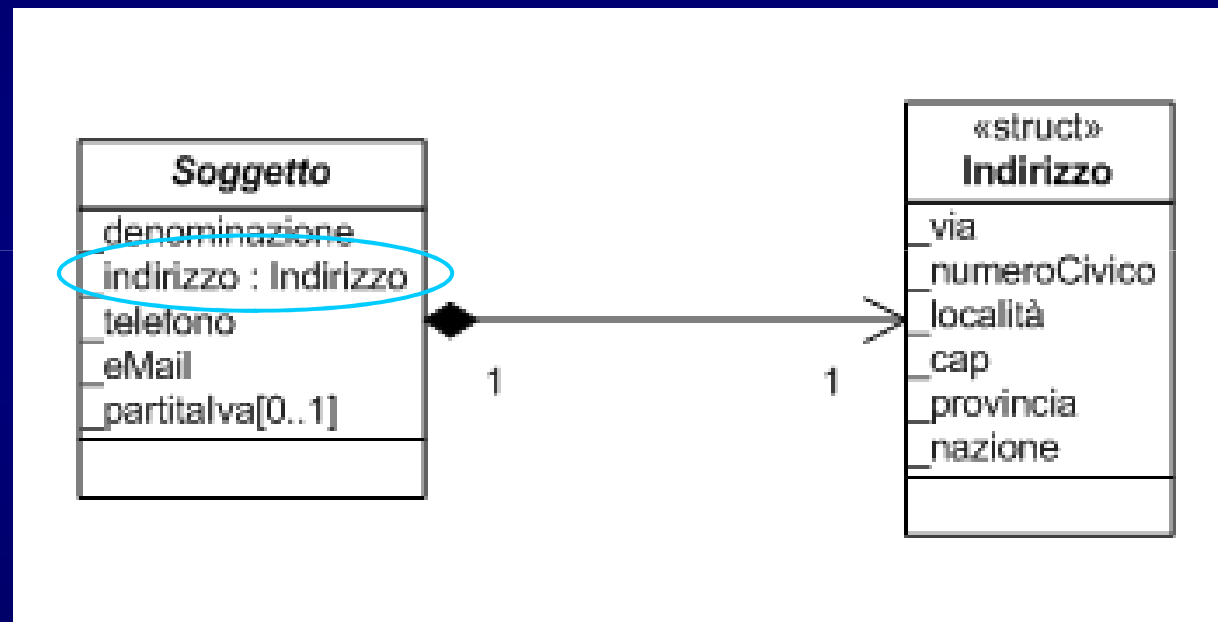 Soggetto
_denominazione
_indirizzo : Indirizzo
_telefono
_eMail
_partitaIva[0..1]
1
1
«struct»
Indirizzo
_via
_numeroCivico
_località
_cap
_provincia
_nazione